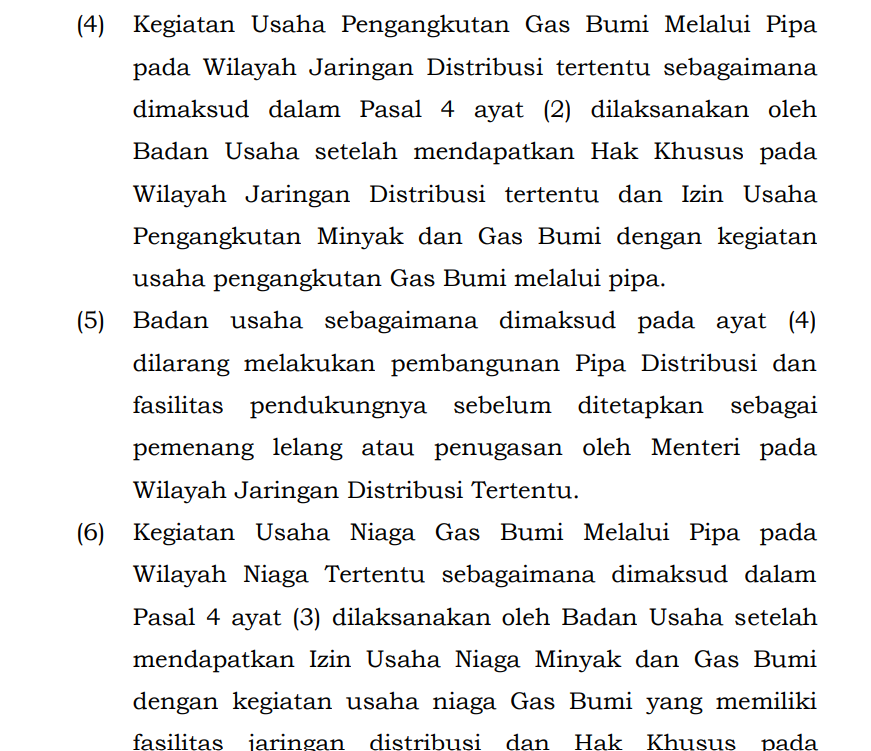 (4) Kegiatan Usaha Pengangkutan Gas Bumi Melalui Pipa
pada Wilayah Jaringan Distribusi tertentu sebagaimana
dimaksud dalam Pasal 4 ayat (2) dilaksanakan oleh
Badan Usaha setelah mendapatkan Hak Khusus pada
Wilayah Jaringan Distribusi tertentu dan Izin Usaha
Pengangkutan Minyak dan Gas Bumi dengan kegiatan
usaha pengangkutan Gas Bumi melalui pipa.
(5) Badan usaha sebagaimana dimaksud pada ayat (4)
dilarang melakukan pembangunan Pipa Distribusi dan
fasilitas pendukungnya sebelum ditetapkan sebagai
pemenang lelang atau penugasan oleh Menteri pada
Wilayah Jaringan Distribusi Tertentu.
(6) Kegiatan Usaha Niaga Gas Bumi Melalui Pipa pada
Wilayah Niaga Tertentu sebagaimana dimaksud dalam
Pasal 4 ayat (3) dilaksanakan oleh Badan Usaha setelah
mendapatkan Izin Usaha Niaga Minyak dan Gas Bumi
dengan kegiatan usaha niaga Gas Bumi yang memiliki
fasilitas jaringan distribusi dan Hak Khusus pada